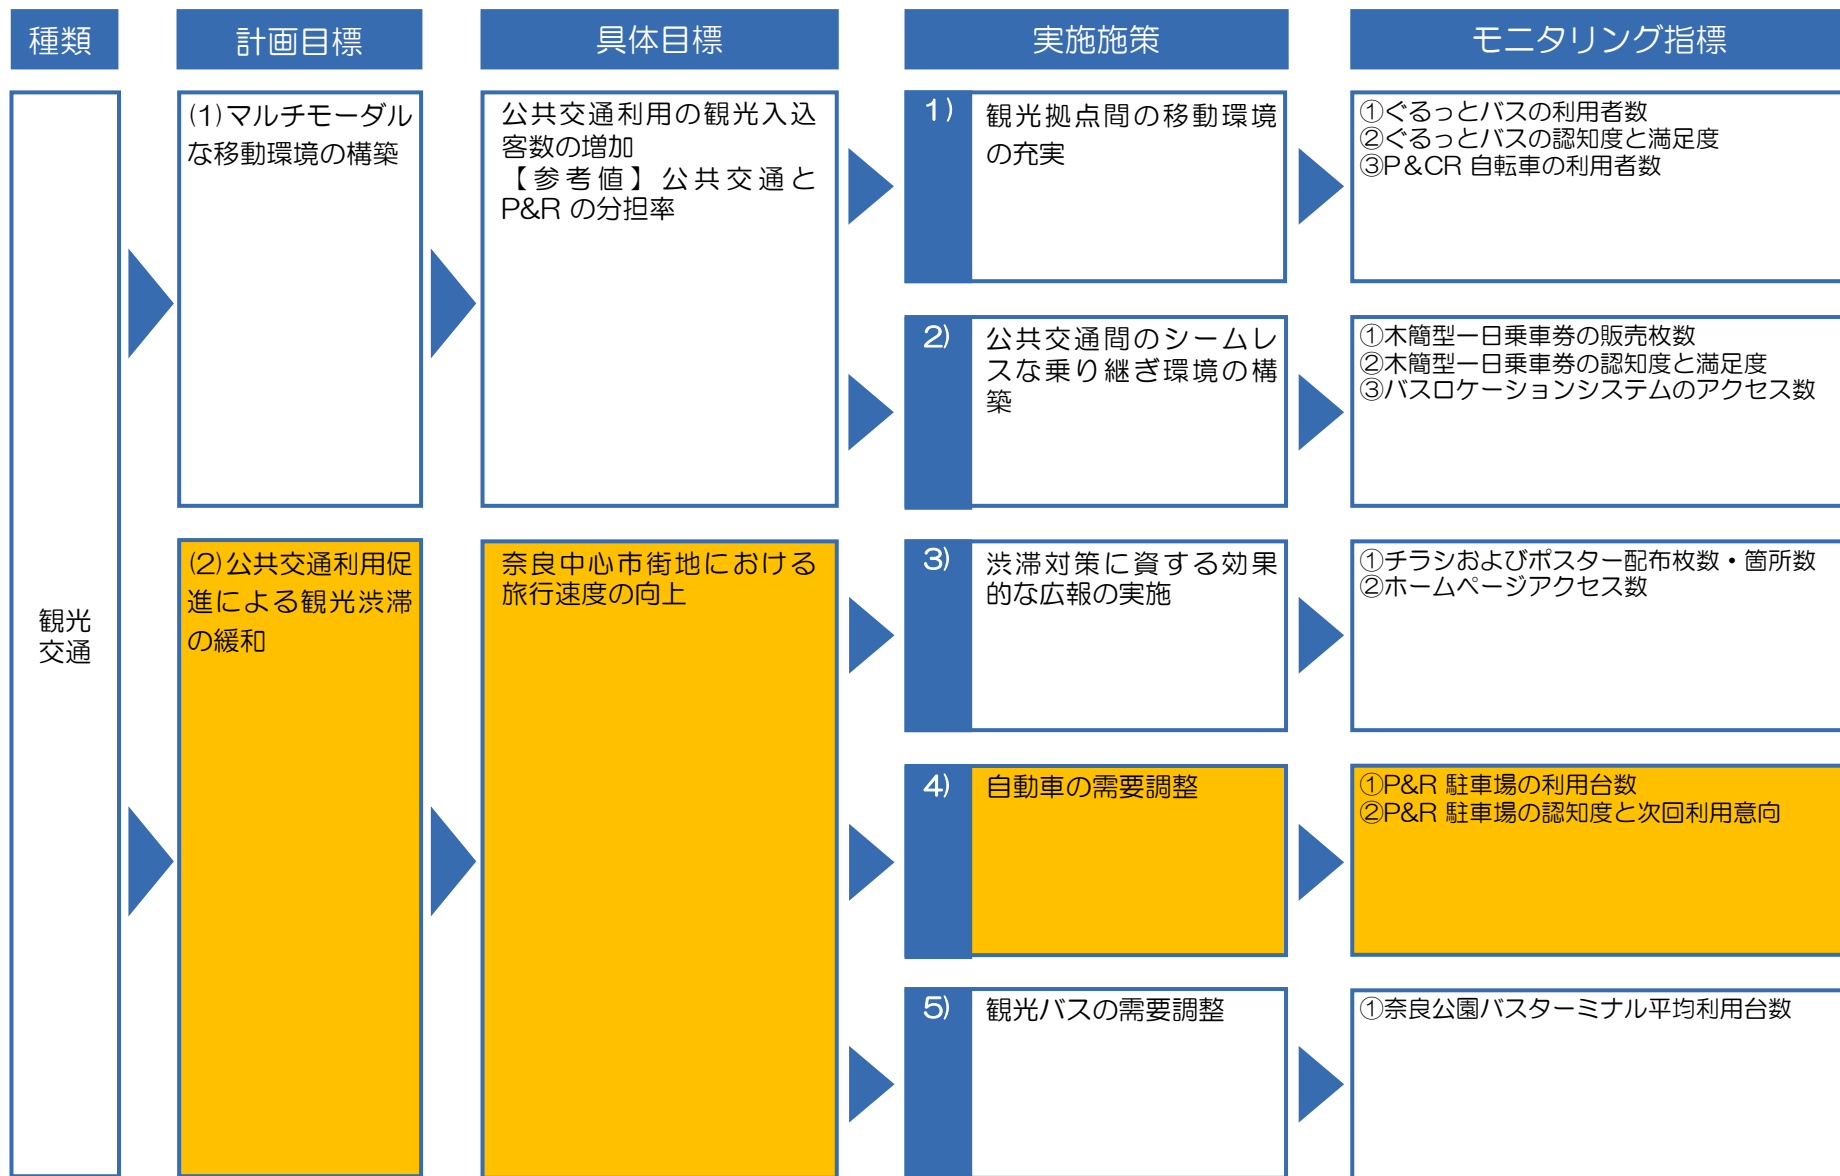 種類
計画目標
具体目標
実施施策
モニタリング指標
観光
交通
(1)マルチモーダル
な移動環境の構築
公共交通利用の観光入込
客数の増加
【参考値】公共交通と
P&R の分担率
1)
観光拠点間の移動環境
の充実
①ぐるっとバスの利用者数
②ぐるっとバスの認知度と満足度
③P&CR 自転車の利用者数
2)
公共交通間のシームレ
スな乗り継ぎ環境の構
築
①木簡型一日乗車券の販売枚数
②木簡型一日乗車券の認知度と満足度
③バスロケーションシステムのアクセス数
(2)公共交通利用促
進による観光渋滞
の緩和
奈良中心市街地における
旅行速度の向上
3)
渋滞対策に資する効果
的な広報の実施
①チラシおよびポスター配布枚数・箇所数
②ホームページアクセス数
4)
自動車の需要調整
①P&R 駐車場の利用台数
②P&R 駐車場の認知度と次回利用意向
5)
観光バスの需要調整
①奈良公園バスターミナル平均利用台数